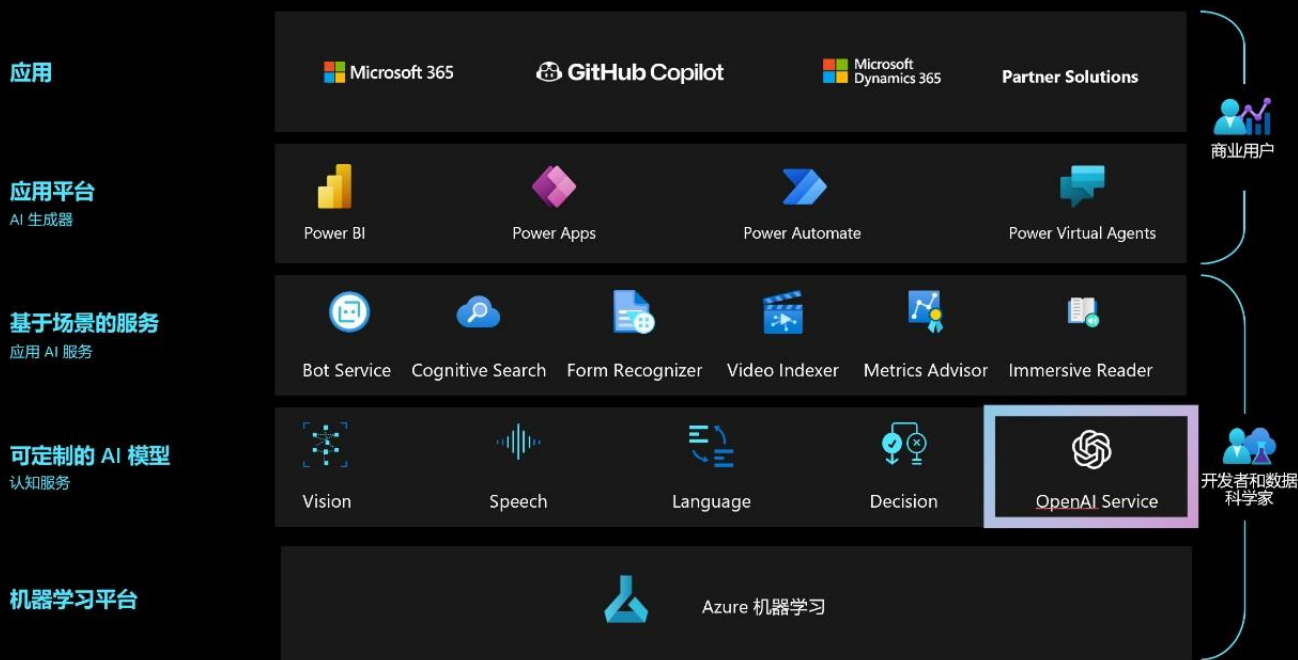 应用
Microsoft 365
GitHub Copilot
Microsoft
Dynamics 365
Partner Solutions
商业用户
应用平台
AI 生成器
Power BI
Power Apps
Power Automate
Power Virtual Agents
基于场景的服务
应用 AI 服务
Bot Service
Cognitive Search
Form Recognizer
Video Indexer
Metrics Advisor
Immersive Reader
可定制的 AI 模型
认知服务
Vision
Speech
Language
Decision
OpenAI Service
开发者和数据
科学家
机器学习平台
Azure 机器学习